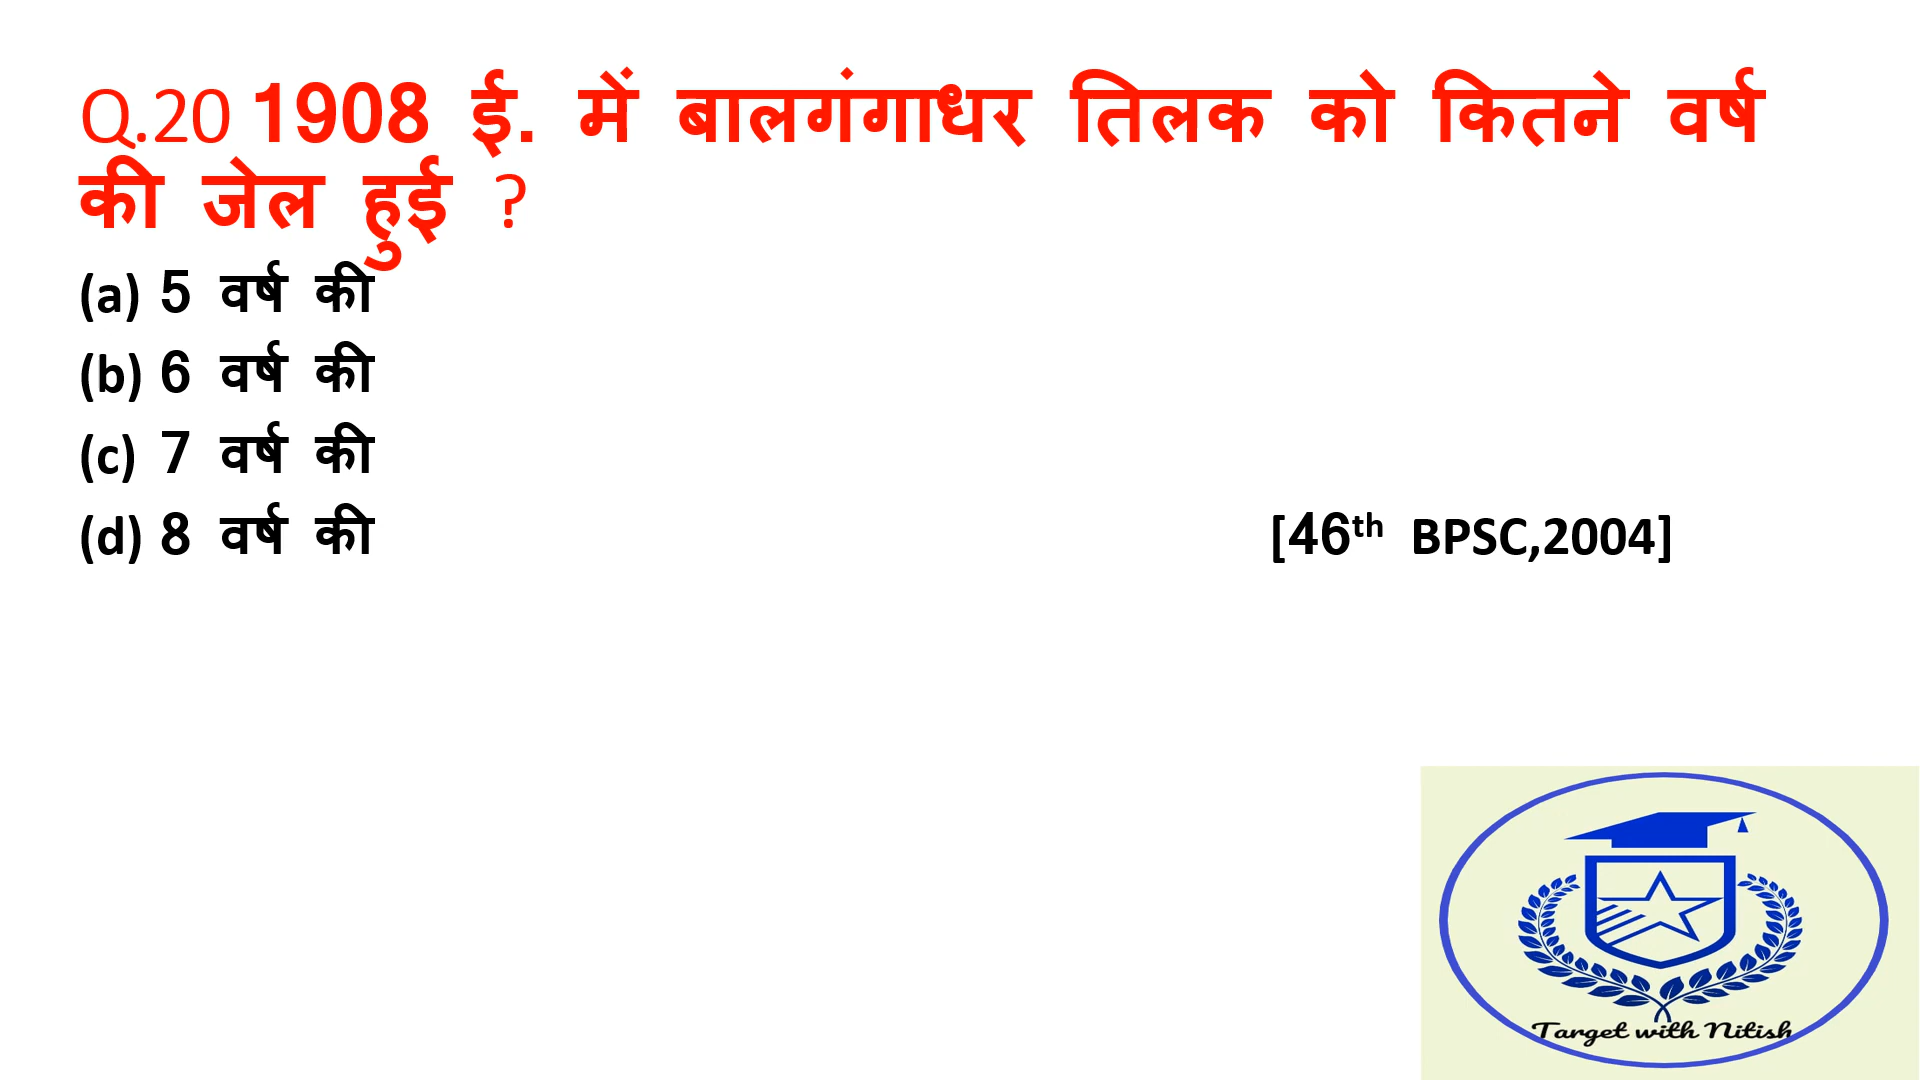 Q.20 1908 ई. में बालगंगाधर तिलक को कितने वर्ष
की जेल हुई ?
(a) 5 वर्ष की
(b) 6 वर्ष की
(c) 7 वर्ष की
(d) 8 वर्ष की [46th BPSC,2004]
Target with Nitish